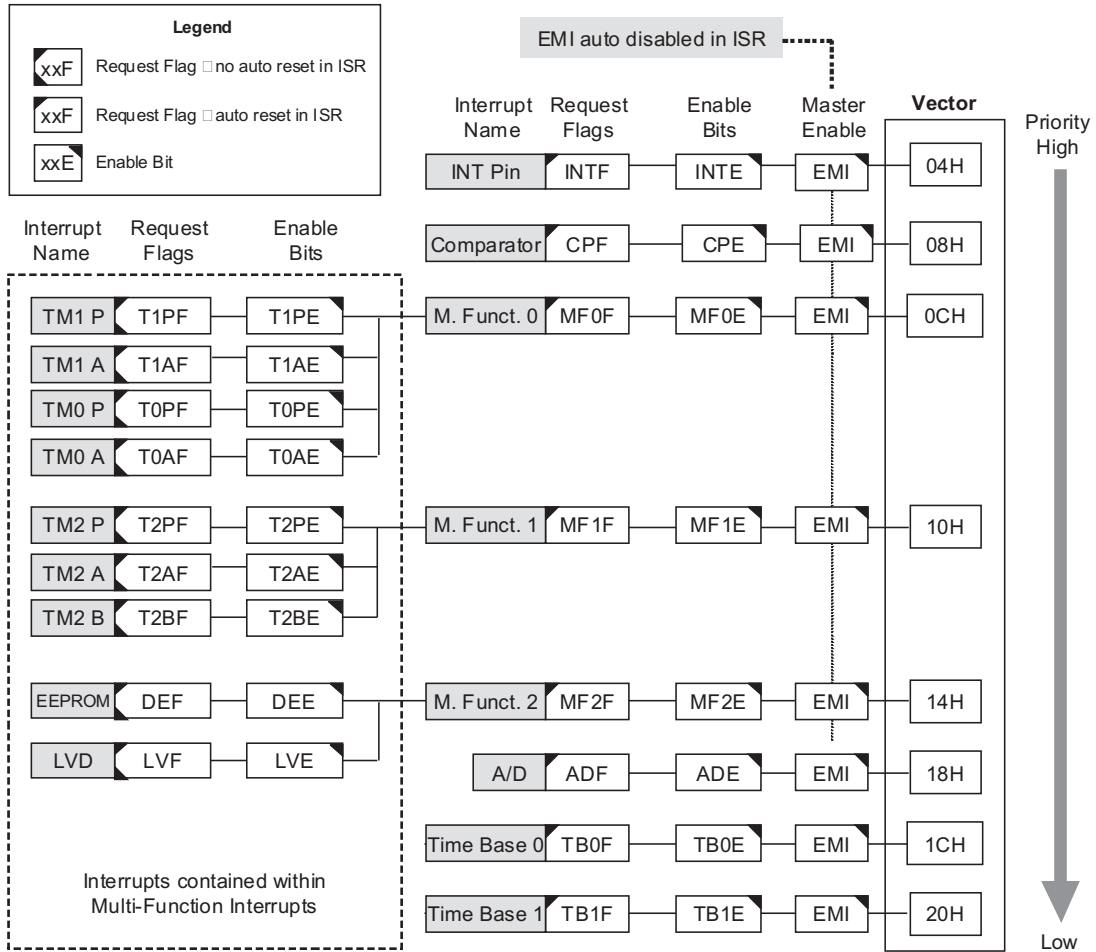 Legend
xxF Request Flag □ no auto reset in ISR
xxF Request Flag □ auto reset in ISR
xxE Enable Bit
EMI auto disabled in ISR
Interrupt Name
Request Flags
Enable Bits
Master Enable
Vector
Priority
High
INT Pin INTF INTE EMI 04H
Comparator CPF CPE EMI 08H
Interrupt Name
Request Flags
Enable Bits
TM1 P T1PF T1PE M. Funct. 0 MF0F MF0E EMI 0CH
TM1 A T1AF T1AE
TM0 P T0PF T0PE
TM0 A T0AF T0AE
TM2 P T2PF T2PE M. Funct. 1 MF1F MF1E EMI 10H
TM2 A T2AF T2AE
TM2 B T2BF T2BE
EEPROM DEF DEE M. Funct. 2 MF2F MF2E EMI 14H
LVD LVF LVE A/D ADF ADE EMI 18H
Time Base 0 TB0F TB0E EMI 1CH
Interrupts contained within
Multi-Function Interrupts
Time Base 1 TB1F TB1E EMI 20H
Low